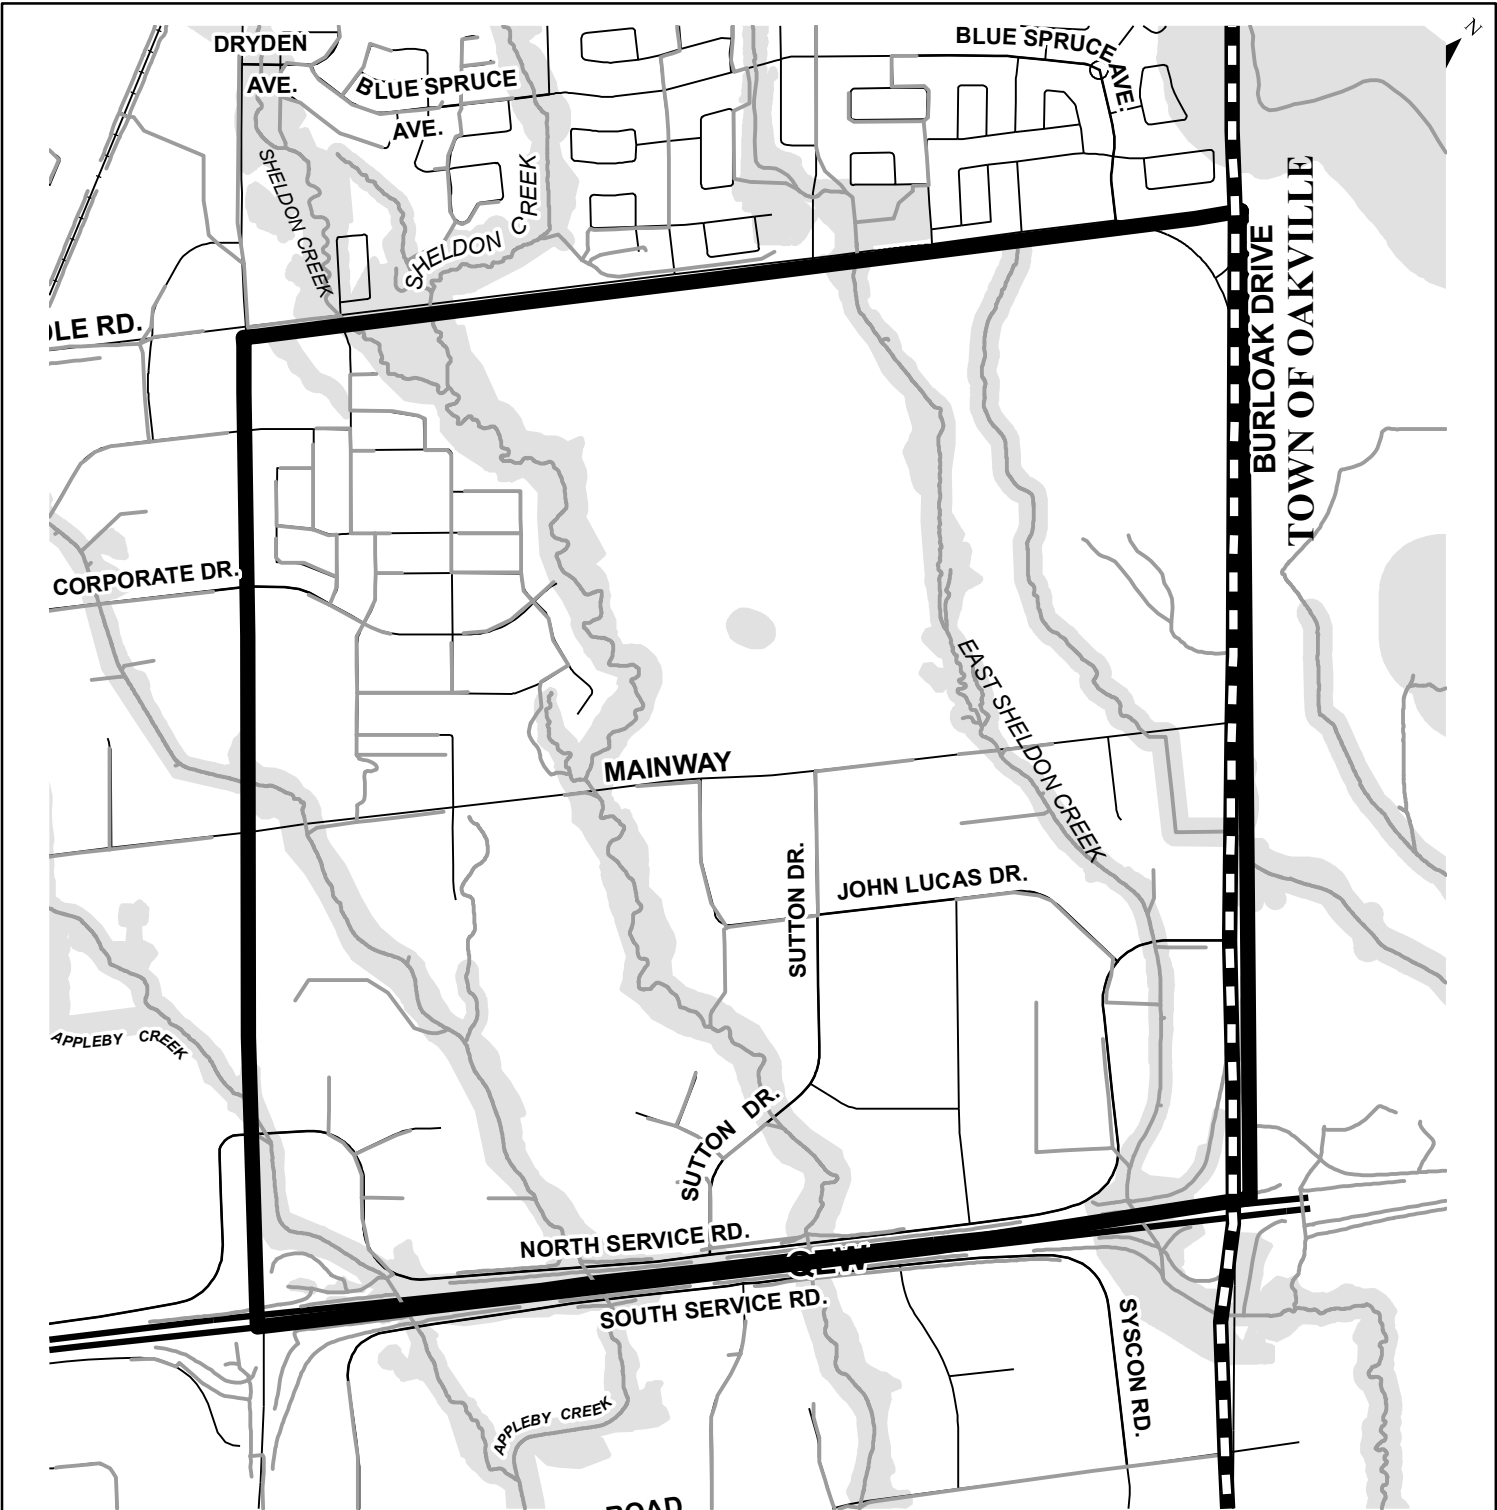 N
DRYDEN
AVE.
BLUE SPRUCE
AVE.
BLUE SPRUCE
AVE.
SHELDON CREEK
SHELDON CREEK
BURLOAK DRIVE
TOWN OF OAKVILLE
OLE RD.
CORPORATE DR.
EAST SHELDON CREEK
MAINWAY
SUTTON DR.
JOHN LUCAS DR.
APPLEBY CREEK
SUTTON DR.
NORTH SERVICE RD.
QEW
SOUTH SERVICE RD.
SYSCON RD.
APPLEBY CREEK
ROAD